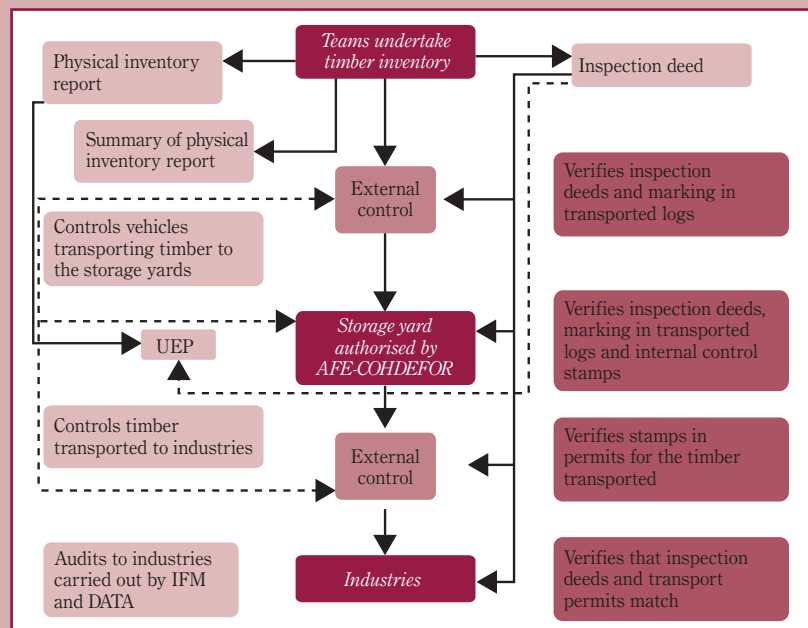 Teams undertake
timber inventory
Physical inventory
report
Inspection deed
Summary of physical
inventory report
External
control
Verifies inspection
deeds and marking in
transported logs
Controls vehicles
transporting timber to
the storage yards
Storage yard
authorised by
AFE-COHDEFOR
Verifies inspection deeds,
marking in transported
logs and internal control
stamps
UEP
Controls timber
transported to industries
External
control
Verifies stamps in
permits for the timber
transported
Audits to industries
carried out by IFM
and DATA
Industries
Verifies that inspection
deeds and transport
permits match